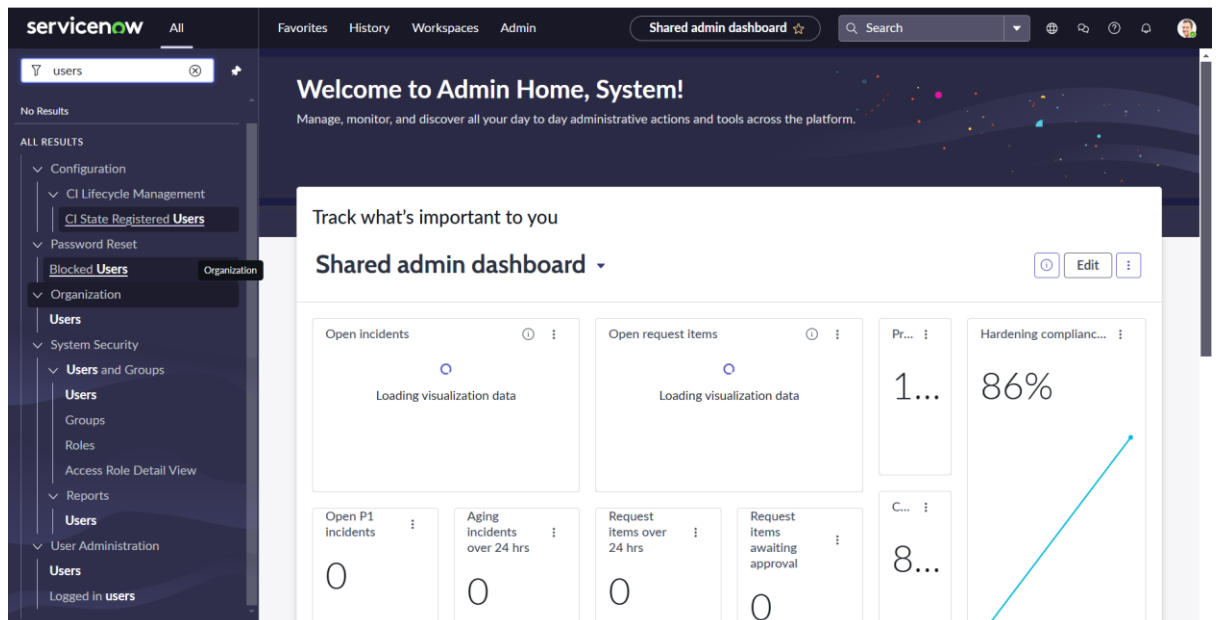 servicenow
All
Favorites
History
Workspaces
Admin
Shared admin dashboard
Search
users
No Results
ALL RESULTS
Configuration
CI Lifecycle Management
CI State Registered Users
Password Reset
Blocked Users
Organization
Organization
Users
System Security
Users and Groups
Users
Groups
Roles
Access Role Detail View
Reports
Users
User Administration
Users
Logged in users
Welcome to Admin Home, System!
Manage, monitor, and discover all your day to day administrative actions and tools across the platform.
Track what's important to you
Shared admin dashboard
Edit
Open incidents
Loading visualization data
Open request items
Loading visualization data
Pr...
1...
Hardening complianc...
86%
Open P1
incidents
0
Aging
incidents
over 24 hrs
0
Request
items over
24 hrs
0
Request
items
awaiting
approval
0
C...
8...